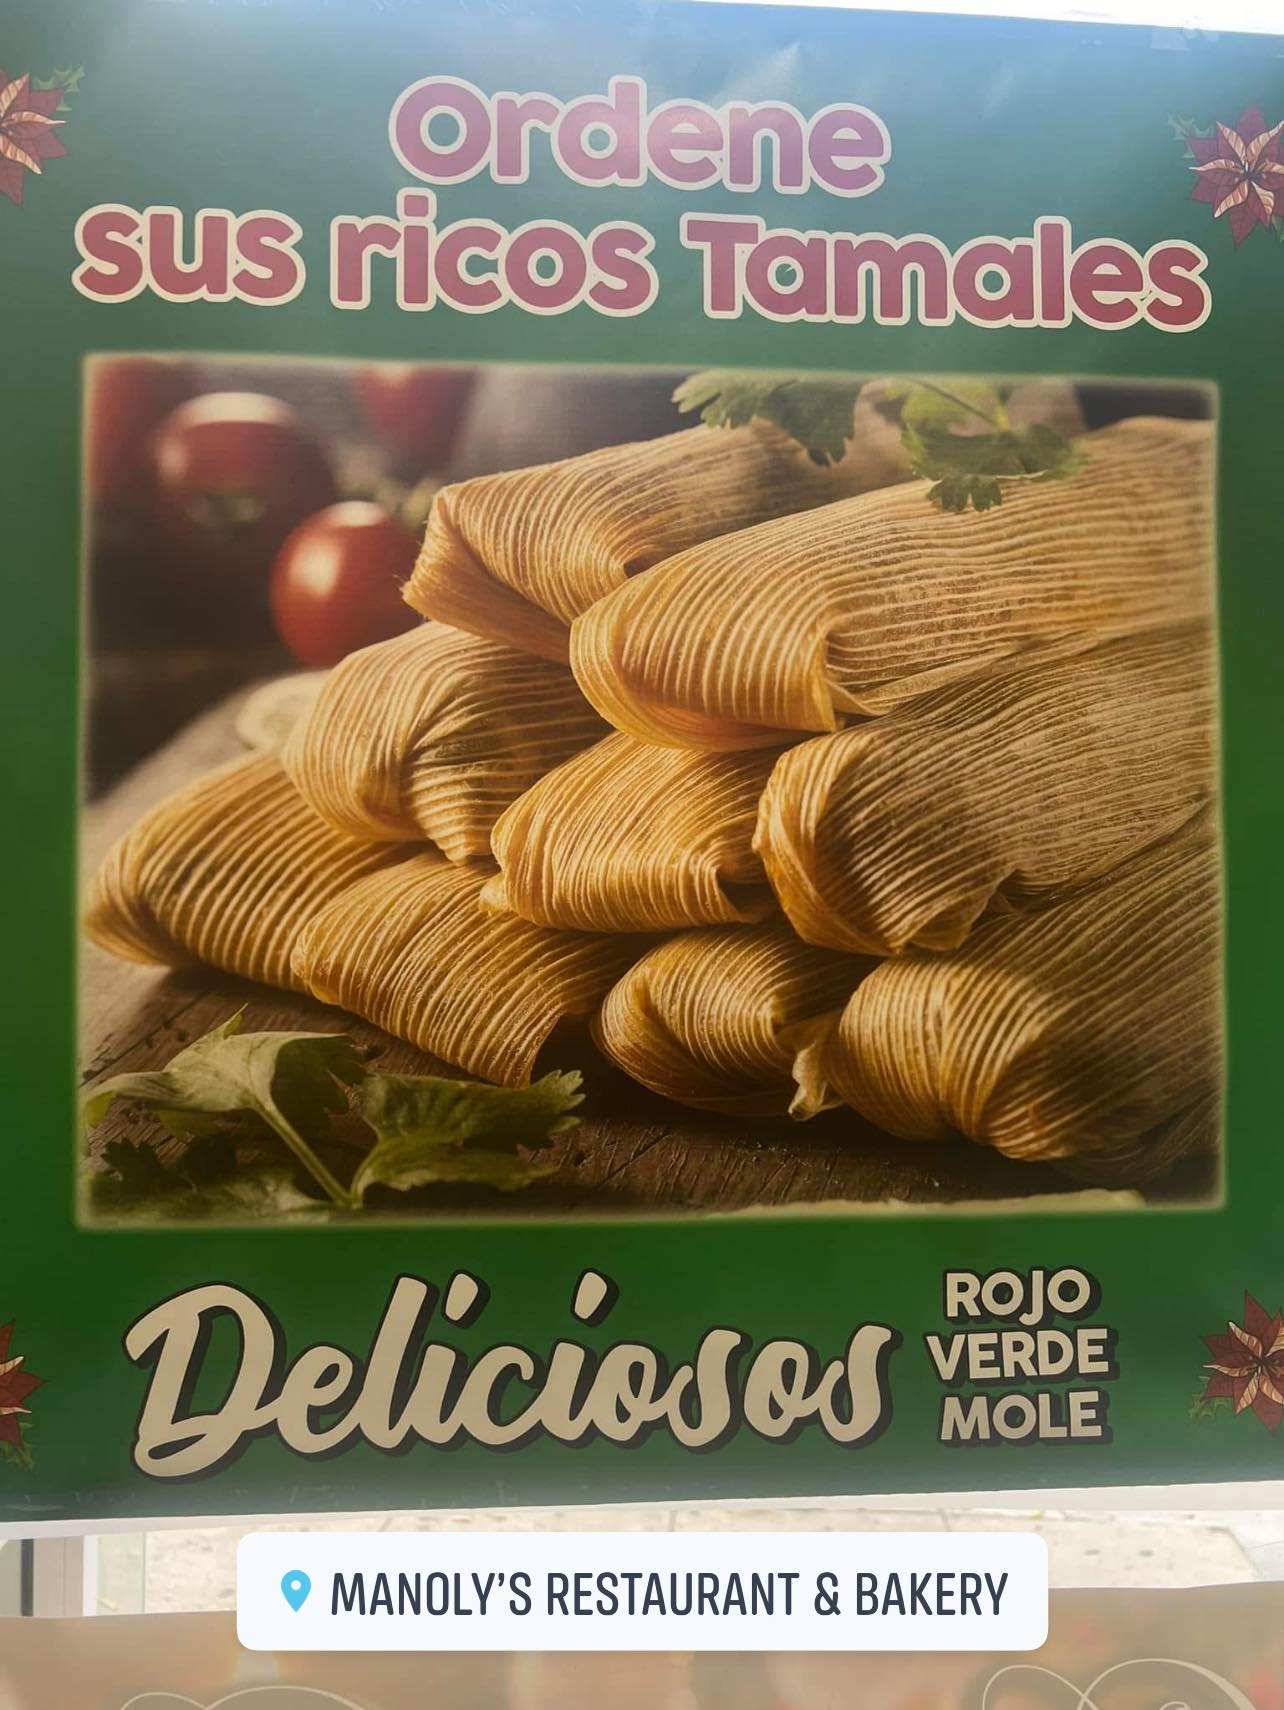 Ordene
sus ricos Tamales
Deliciosos
ROJO
VERDE
MOLE
MANOLY'S RESTAURANT & BAKERY